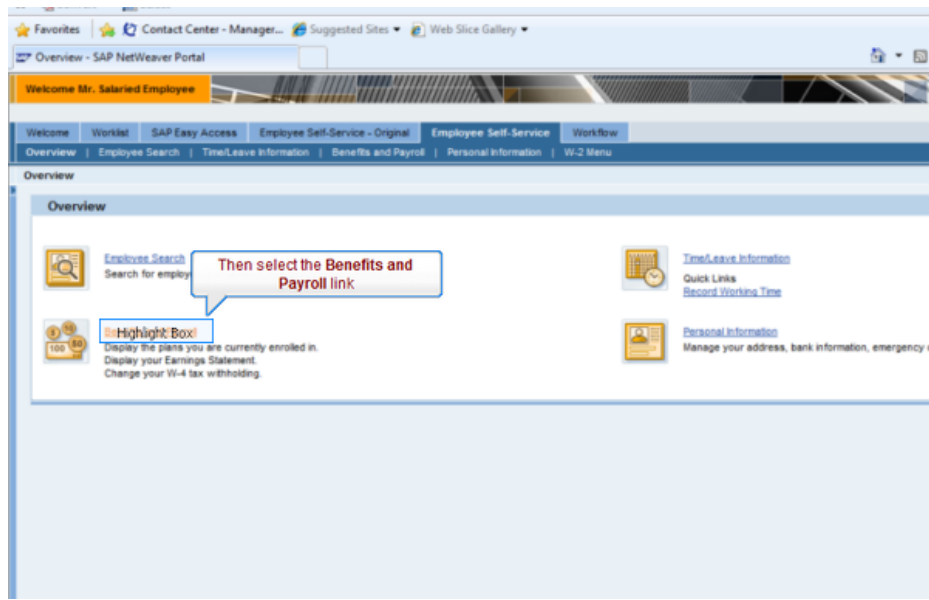 Favorites Contact Center - Manager... Suggested Sites Web Slice Gallery
Overview - SAP NetWeaver Portal
Welcome Mr. Salaried Employee
Welcome Worklist SAP Easy Access Employee Self-Service - Original Employee Self-Service Workflow
Overview | Employee Search | Time/Leave Information | Benefits and Payroll | Personal Information | W-2 Menu
Overview
Overview
Employee Search
Search for employ
Then select the Benefits and
Payroll link
Time/Leave Information
Quick Links
Record Working Time
Highlight Box
Display the plans you are currently enrolled in.
Display your Earnings Statement.
Change your W-4 tax withholding.
Personal Information
Manage your address, bank information, emergency